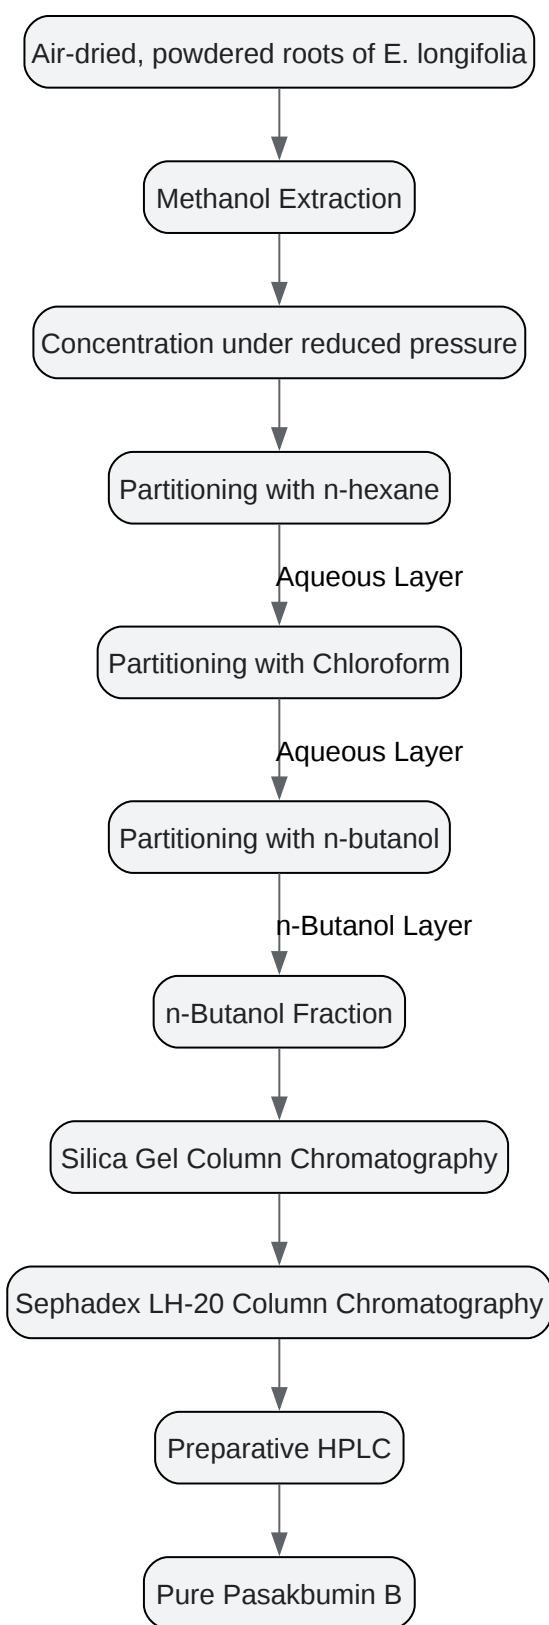 Air-dried, powdered roots of E. longifolia
Methanol Extraction
Concentration under reduced pressure
Partitioning with n-hexane
Aqueous Layer
Partitioning with Chloroform
Aqueous Layer
Partitioning with n-butanol
n-Butanol Layer
n-Butanol Fraction
Silica Gel Column Chromatography
Sephadex LH-20 Column Chromatography
Preparative HPLC
Pure Pasakbumin B